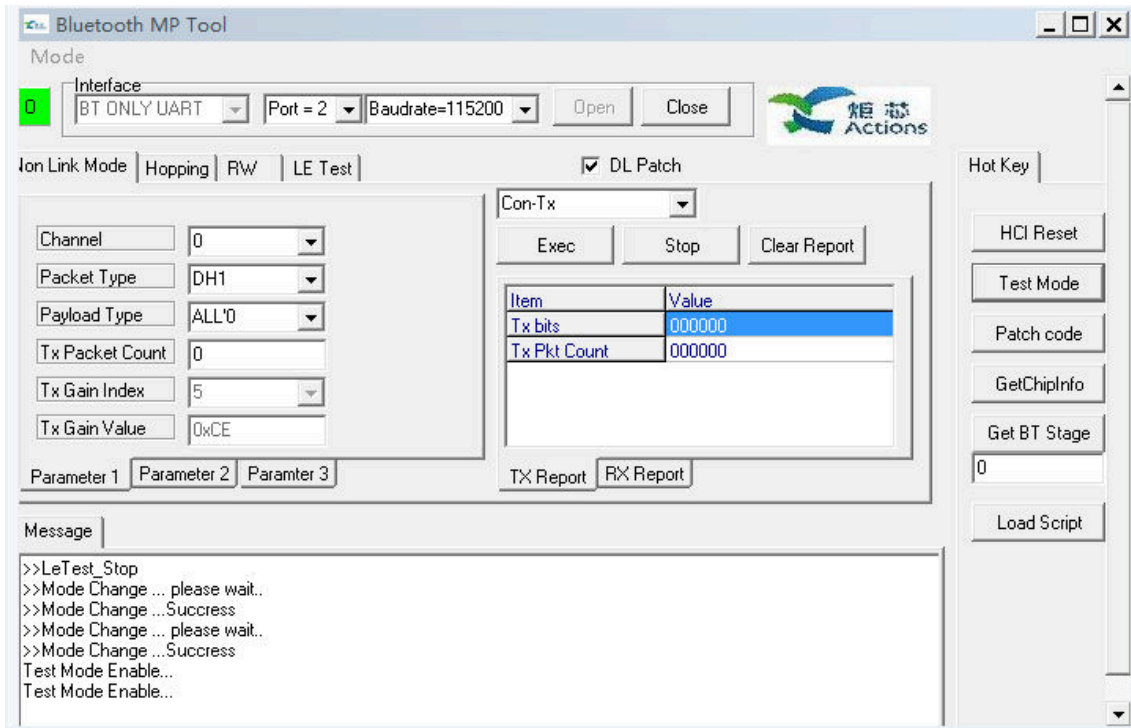 Bluetooth MP Tool
Mode
0
Interface
BT ONLY UART
Port = 2
Baudrate=115200
Open
Close
炬芯
Actions
Non Link Mode
Hopping
RW
LE Test
DL Patch
Hot Key
Con-Tx
Exec
Stop
Clear Report
Channel
0
Packet Type
DH1
Payload Type
ALL'0
Tx Packet Count
0
Tx Gain Index
5
Tx Gain Value
0xCE
Item
Value
Tx bits
000000
Tx Pkt Count
000000
HCI Reset
Test Mode
Patch code
GetChipInfo
Get BT Stage
0
Load Script
Parameter 1
Parameter 2
Paramter 3
TX Report
RX Report
Message
>>LeTest_Stop
>>Mode Change ... please wait..
>>Mode Change ...Success
>>Mode Change ... please wait..
>>Mode Change ...Success
Test Mode Enable...
Test Mode Enable...